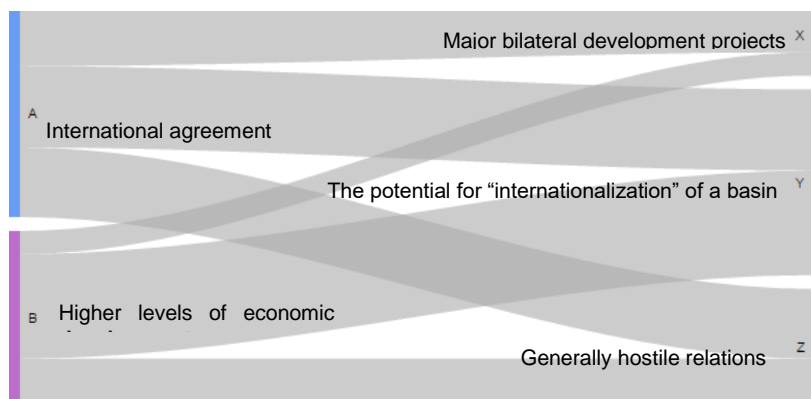 Major bilateral development projects X
A
International agreement
The potential for “internationalization” of a basin Y
B Higher levels of economic
Generally hostile relations Z